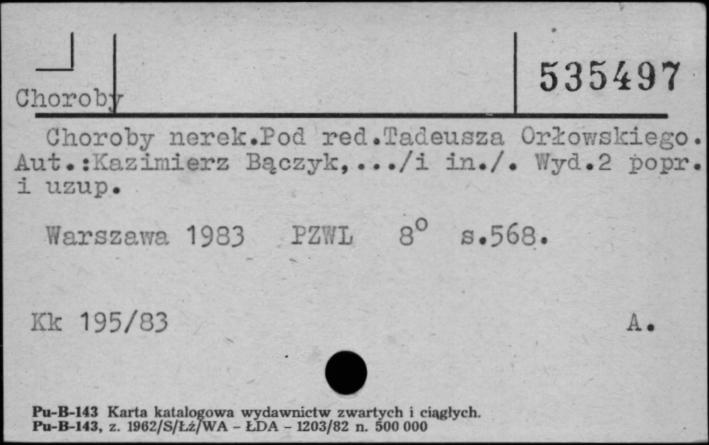 535497
Choroby
Choroby nerek.Pod red.Tadeusza Orłowskiego.
Aut.:Kazimierz Bączyk,.../i in./. Wyd.2 popr.
i uzup.
Warszawa 1983 PZWL 8° s.568.
Kk 195/83 A.
Pu-B-143 Karta katalogowa wydawnictw zwartych i ciągłych.
Pu-B-143, z. 1962/S/Łź/WA – ŁDA – 1203/82 n. 500 000